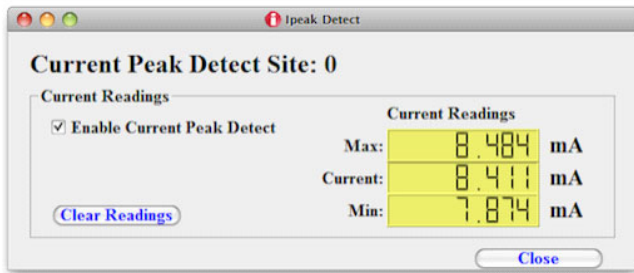 Ipeak Detect
Current Peak Detect Site: 0
Current Readings
Enable Current Peak Detect
Current Readings
Max: 8.484 mA
Current: 8.411 mA
Clear Readings
Min: 7.874 mA
Close